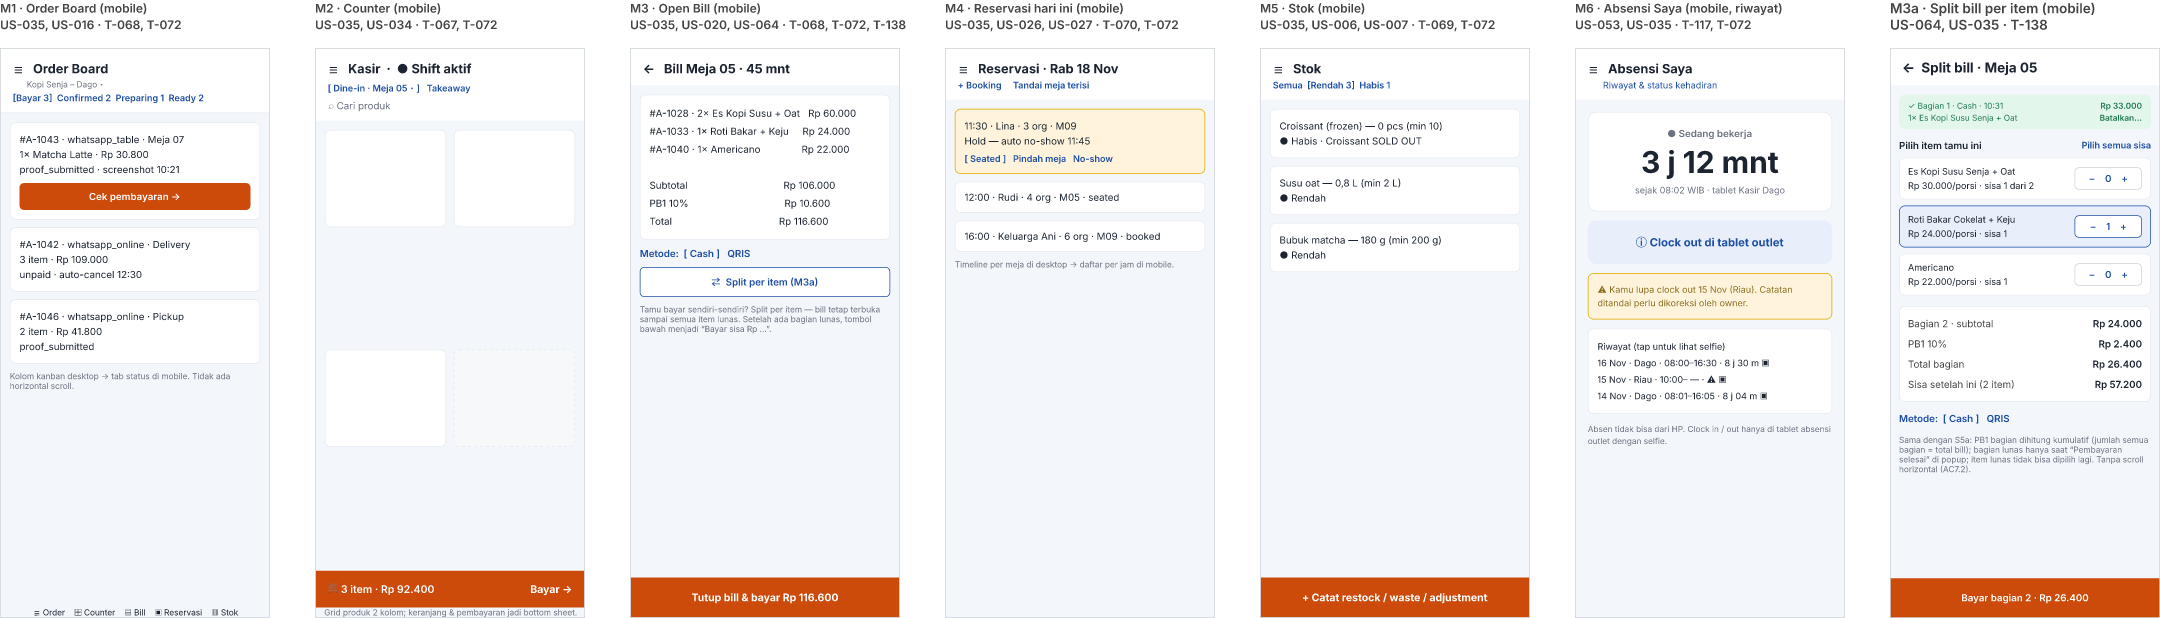 M1 · Order Board (mobile)
US-035, US-016 · T-068, T-072
≡ Order Board
Kopi Senja – Dago ·
[Bayar 3] Confirmed 2 Preparing 1 Ready 2
#A-1043 · whatsapp_table · Meja 07
1× Matcha Latte · Rp 30.800
proof_submitted · screenshot 10:21
Cek pembayaran →
#A-1042 · whatsapp_online · Delivery
3 item · Rp 109.000
unpaid · auto-cancel 12:30
#A-1046 · whatsapp_online · Pickup
2 item · Rp 41.800
proof_submitted
Kolom kanban desktop → tab status di mobile. Tidak ada
horizontal scroll.
Order Counter Bill Reservasi Stok
M2 · Counter (mobile)
US-035, US-034 · T-067, T-072
≡ Kasir · ● Shift aktif
[ Dine-in · Meja 05 · ] Takeaway
Cari produk
3 item · Rp 92.400 Bayar →
Grid produk 2 kolom; keranjang & pembayaran jadi bottom sheet.
M3 · Open Bill (mobile)
US-035, US-020, US-064 · T-068, T-072, T-138
← Bill Meja 05 · 45 mnt
#A-1028 · 2× Es Kopi Susu + Oat Rp 60.000
#A-1033 · 1× Roti Bakar + Keju Rp 24.000
#A-1040 · 1× Americano Rp 22.000
Subtotal Rp 106.000
PB1 10% Rp 10.600
Total Rp 116.600
Metode: [ Cash ] QRIS
⇄ Split per item (M3a)
Tamu bayar sendiri-sendiri? Split per item — bill tetap terbuka
sampai semua item lunas. Setelah ada bagian lunas, tombol
bawah menjadi “Bayar sisa Rp ...”.
Tutup bill & bayar Rp 116.600
M4 · Reservasi hari ini (mobile)
US-035, US-026, US-027 · T-070, T-072
≡ Reservasi · Rab 18 Nov
+ Booking Tandai meja terisi
11:30 · Lina · 3 org · M09
Hold — auto no-show 11:45
[ Seated ] Pindah meja No-show
12:00 · Rudi · 4 org · M05 · seated
16:00 · Keluarga Ani · 6 org · M09 · booked
Timeline per meja di desktop → daftar per jam di mobile.
M5 · Stok (mobile)
US-035, US-006, US-007 · T-069, T-072
≡ Stok
Semua [Rendah 3] Habis 1
Croissant (frozen) — 0 pcs (min 10)
● Habis · Croissant SOLD OUT
Susu oat — 0,8 L (min 2 L)
● Rendah
Bubuk matcha — 180 g (min 200 g)
● Rendah
+ Catat restock / waste / adjustment
M6 · Absensi Saya (mobile, riwayat)
US-053, US-035 · T-117, T-072
≡ Absensi Saya
Riwayat & status kehadiran
● Sedang bekerja
3 j 12 mnt
sejak 08:02 WIB · tablet Kasir Dago
ⓘ Clock out di tablet outlet
⚠ Kamu lupa clock out 15 Nov (Riau). Catatan
ditandai perlu dikoreksi oleh owner.
Riwayat (tap untuk lihat selfie)
16 Nov · Dago · 08:00–16:30 · 8 j 30 m ▣
15 Nov · Riau · 10:00– — · ⚠ ▣
14 Nov · Dago · 08:01–16:05 · 8 j 04 m ▣
Absen tidak bisa dari HP. Clock in / out hanya di tablet absensi
outlet dengan selfie.
M3a · Split bill per item (mobile)
US-064, US-035 · T-138
← Split bill · Meja 05
✓ Bagian 1 · Cash · 10:31 Rp 33.000
1× Es Kopi Susu Senja + Oat Batalkan...
Pilih item tamu ini Pilih semua sisa
Es Kopi Susu Senja + Oat
Rp 30.000/porsi · sisa 1 dari 2
− 0 +
Roti Bakar Cokelat + Keju
Rp 24.000/porsi · sisa 1
− 1 +
Americano
Rp 22.000/porsi · sisa 1
− 0 +
Bagian 2 · subtotal Rp 24.000
PB1 10% Rp 2.400
Total bagian Rp 26.400
Sisa setelah ini (2 item) Rp 57.200
Metode: [ Cash ] QRIS
Sama dengan S5a: PB1 bagian dihitung kumulatif (jumlah semua
bagian = total bill); bagian lunas hanya saat “Pembayaran
selesai” di popup; item lunas tidak bisa dipilih lagi. Tanpa scroll
horizontal (AC7.2).
Bayar bagian 2 · Rp 26.400